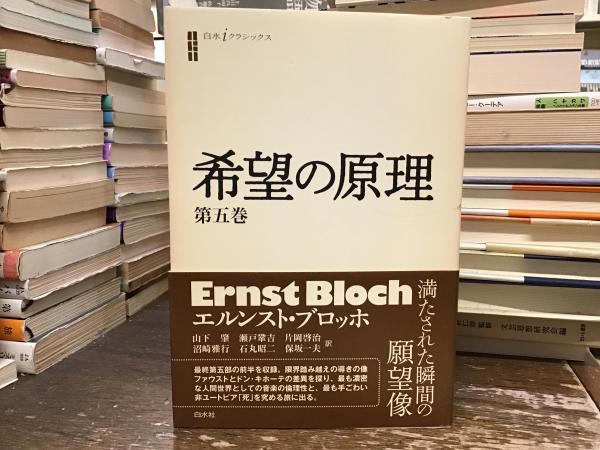 白水iクラシックス
希望の原理
第五巻
Ernst Bloch
エルンスト・ブロッホ
山下 肇 瀬戸鞏吉 片岡啓治
沼崎雅行 石丸昭二 保坂一夫 訳
満たされた瞬間の
願望像
最終第五部の前半を収録。限界踏み越えの導きの像
ファウストとドン・キホーテの差異を探り、最も濃密
な人間世界としての音楽の倫理性と、最も手ごわい
非ユートピア「死」を究める旅に出る。
白水社